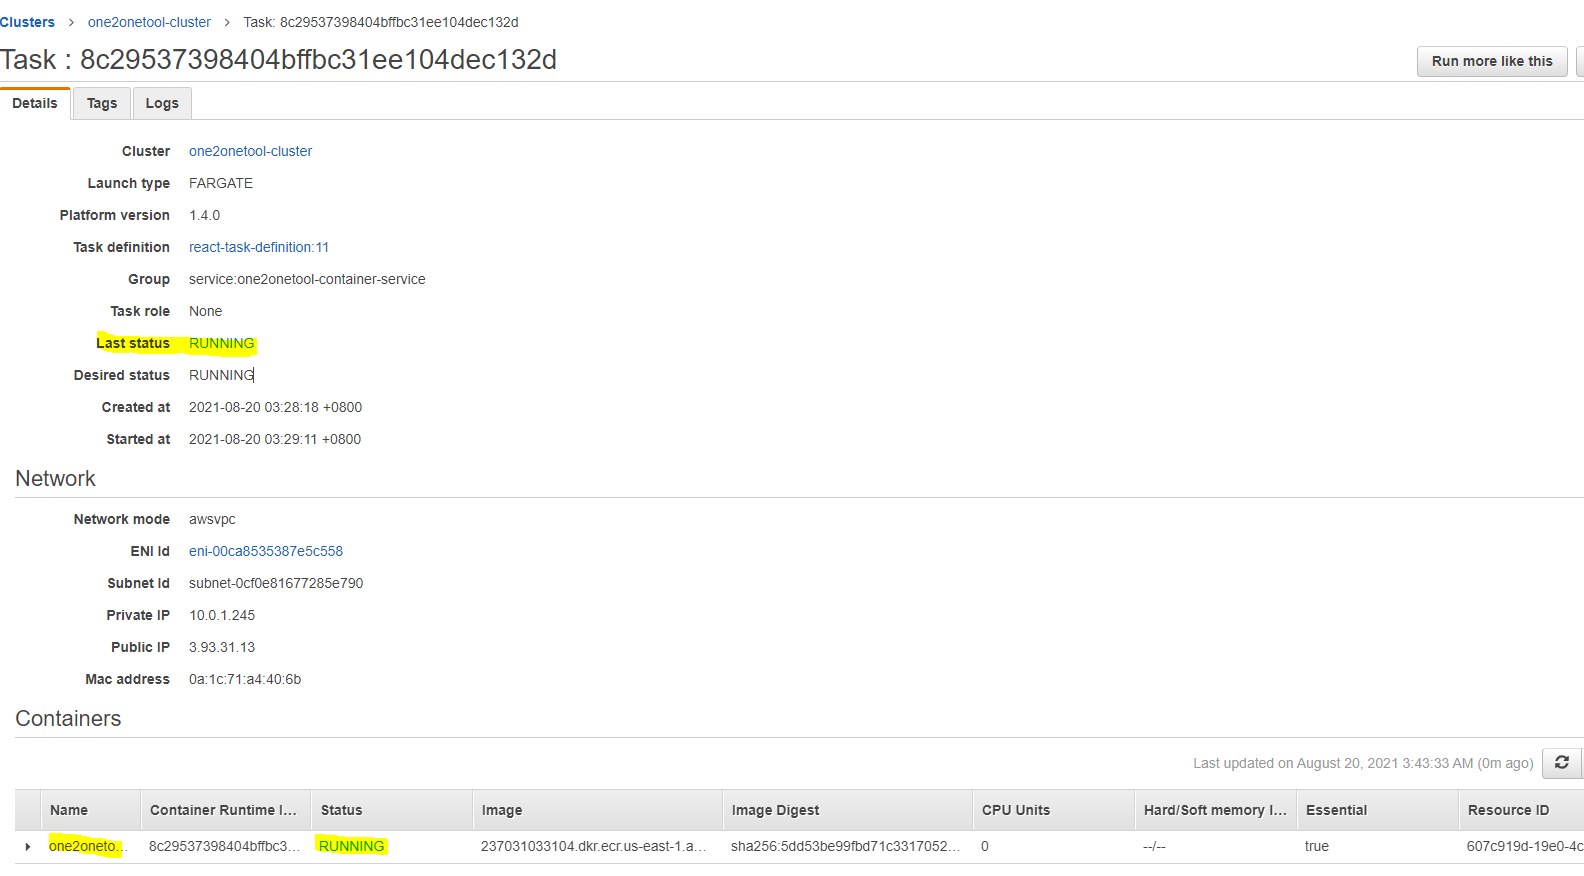 Clusters > one2onetool-cluster > Task: 8c29537398404bffbc31ee104dec132d
Task : 8c29537398404bffbc31ee104dec132d
Run more like this
Details Tags Logs
Cluster one2onetool-cluster
Launch type FARGATE
Platform version 1.4.0
Task definition react-task-definition:11
Group service:one2onetool-container-service
Task role None
Last status RUNNING
Desired status RUNNING
Created at 2021-08-20 03:28:18 +0800
Started at 2021-08-20 03:29:11 +0800
Network
Network mode awsvpc
ENI Id eni-00ca8535387e5c558
Subnet Id subnet-0cf0e81677285e790
Private IP 10.0.1.245
Public IP 3.93.31.13
Mac address 0a:1c:71:a4:40:6b
Containers
Last updated on August 20, 2021 3:43:33 AM (0m ago)
Name Container Runtime I... Status Image Image Digest CPU Units Hard/Soft memory l... Essential Resource ID
one2oneto... 8c29537398404bffbc3... RUNNING 237031033104.dkr.ecr.us-east-1.a... sha256:5dd53be99fbd71c3317052... 0 --/-- true 607c919d-19e0-4c